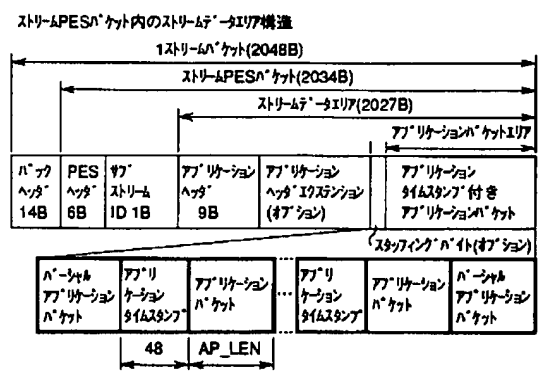 ストリームPESパケット内のストリームデータエリア構造
1ストリームパケット(2048B)
ストリームPESパケット(2034B)
ストリームデータエリア(2027B)
アプリケーションパケットエリア
パック
ヘッダ
14B
PES
ヘッダ
6B
サブ
ストリーム
ID 1B
アプリケーション
ヘッダ
9B
アプリケーション
ヘッダエクステンション
(オプション)
アプリケーション
タイムスタンプ付き
アプリケーションパケット
スタッフィングバイト(オプション)
パーシャル
アプリケーション
パケット
アプリ
ケーション
タイムスタンプ
アプリケーション
パケット
…
アプリ
ケーション
タイムスタンプ
アプリケーション
パケット
パーシャル
アプリケーション
パケット
48
AP_LEN